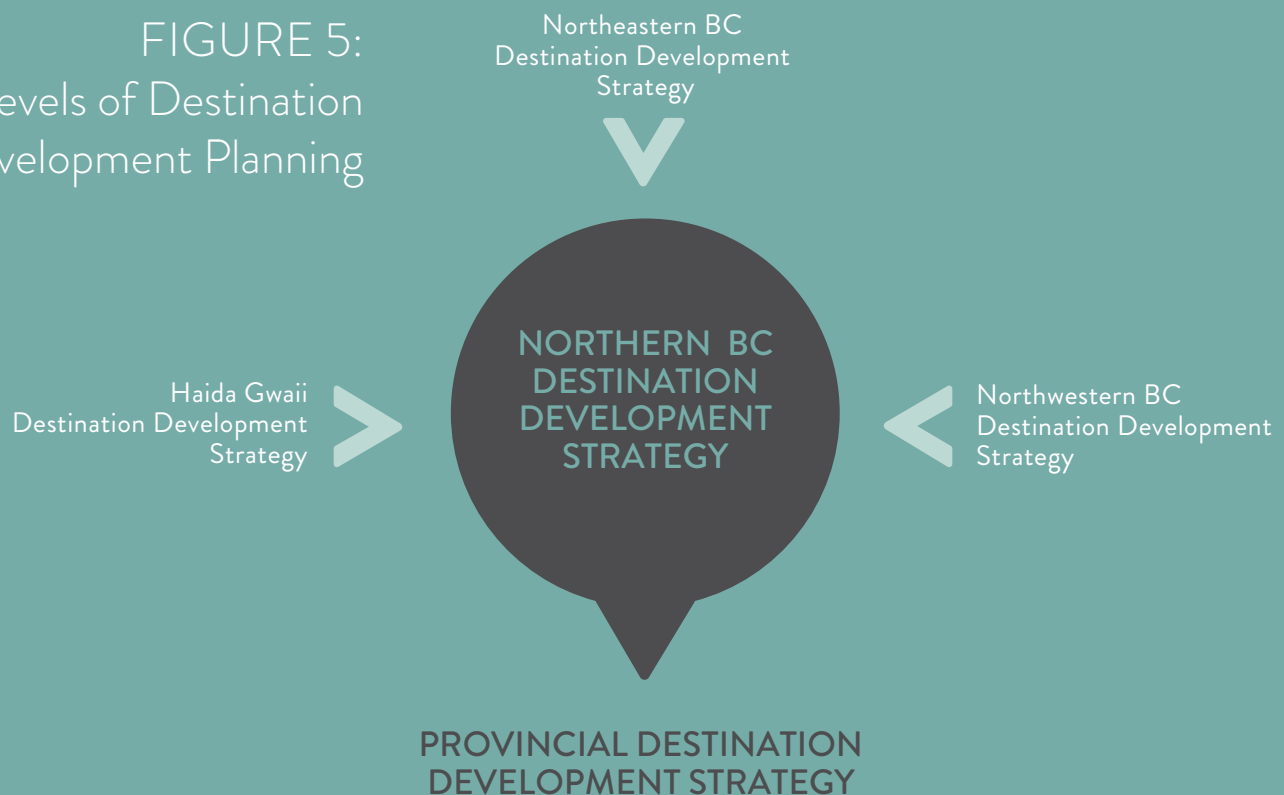 FIGURE 5:
evels of Destination
velopment Planning
Northeastern BC
Destination Development
Strategy
Haida Gwaii
Destination Development
Strategy
NORTHERN BC
DESTINATION
DEVELOPMENT
STRATEGY
Northwestern BC
Destination Development
Strategy
PROVINCIAL DESTINATION
DEVELOPMENT STRATEGY